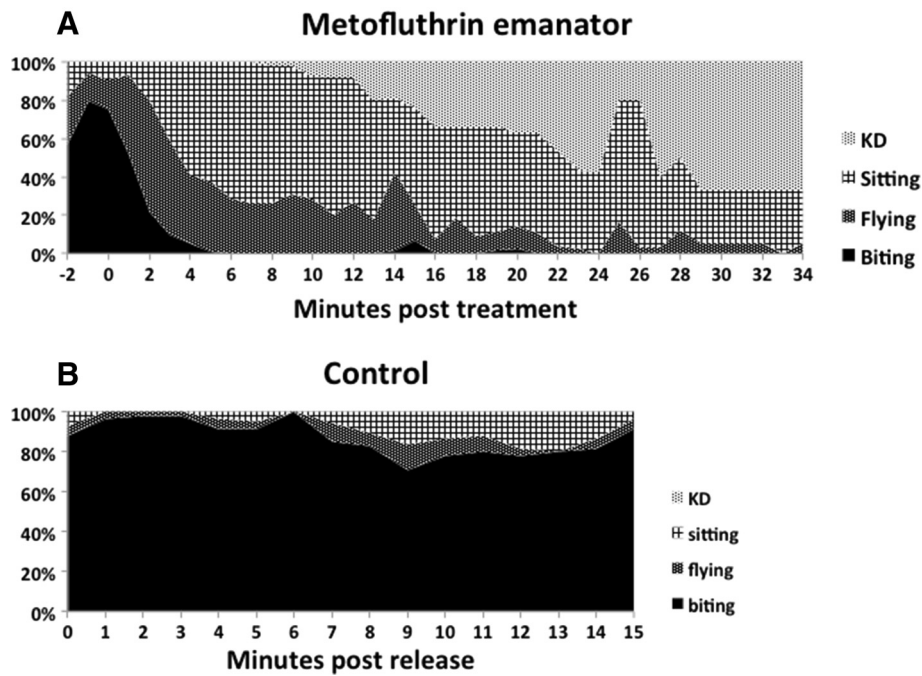 A
Metofluthrin emanator
100%
80%
60%
40%
20%
0%
-2 0 2 4 6 8 10 12 14 16 18 20 22 24 26 28 30 32 34
Minutes post treatment
KD
Sitting
Flying
Biting
B
Control
100%
80%
60%
40%
20%
0%
0 1 2 3 4 5 6 7 8 9 10 11 12 13 14 15
Minutes post release
KD
sitting
flying
biting